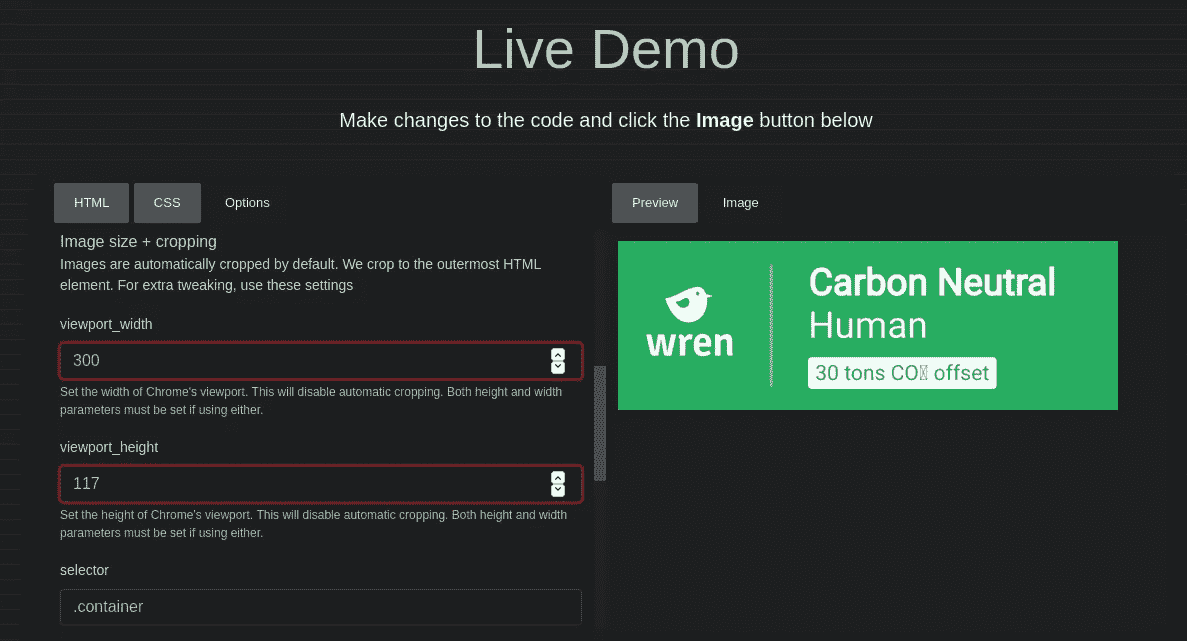 Live Demo
Make changes to the code and click the Image button below
HTML CSS Options
Image size + cropping
Images are automatically cropped by default. We crop to the outermost HTML
element. For extra tweaking, use these settings
viewport_width
300
Set the width of Chrome's viewport. This will disable automatic cropping. Both height and width
parameters must be set if using either.
viewport_height
117
Set the height of Chrome's viewport. This will disable automatic cropping. Both height and width
parameters must be set if using either.
selector
.container
Preview Image
wren
Carbon Neutral
Human
30 tons CO▯ offset